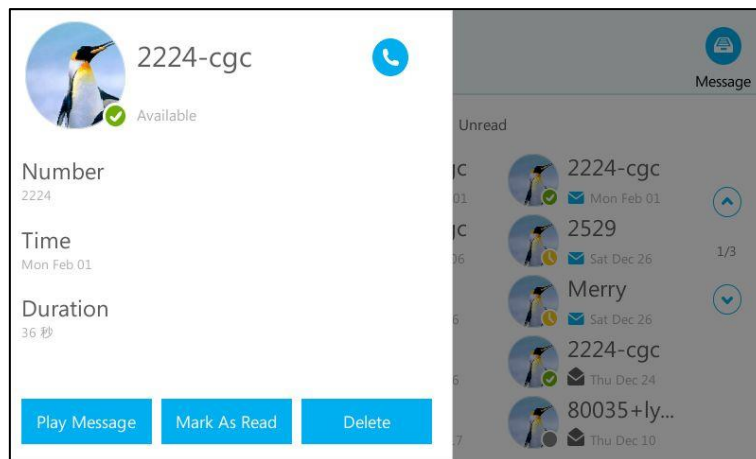 2224-cgc
Available
Number
2224
Time
Mon Feb 01
Duration
36 秒
Play Message
Mark As Read
Delete
Message
Unread
2224-cgc
Mon Feb 01
2529
Sat Dec 26
1/3
Merry
Sat Dec 26
2224-cgc
Thu Dec 24
80035+ly...
Thu Dec 10